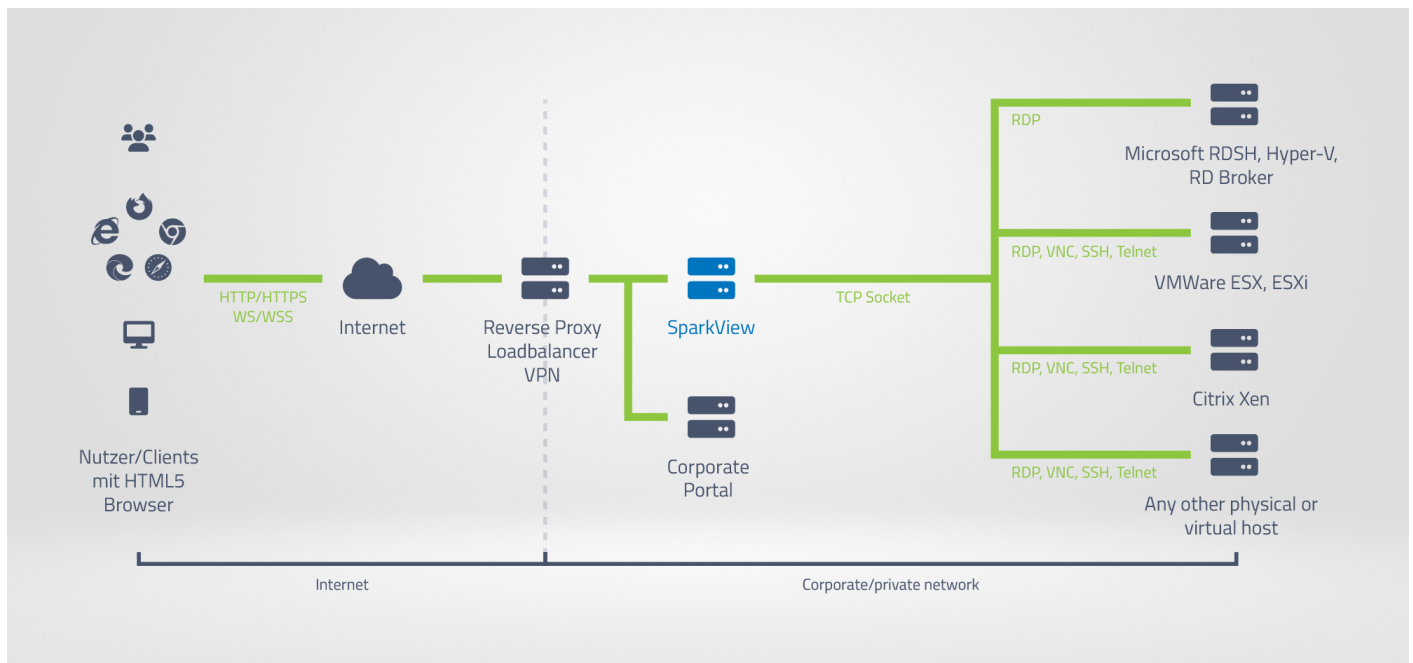 HTTP/HTTPS
WS/WSS
Nutzer/Clients
mit HTML5
Browser
Internet
Reverse Proxy
Loadbalancer
VPN
SparkView
Corporate
Portal
TCP Socket
RDP
Microsoft RDSH, Hyper-V,
RD Broker
RDP, VNC, SSH, Telnet
VMWare ESX, ESXi
RDP, VNC, SSH, Telnet
Citrix Xen
RDP, VNC, SSH, Telnet
Any other physical or
virtual host
Internet
Corporate/private network